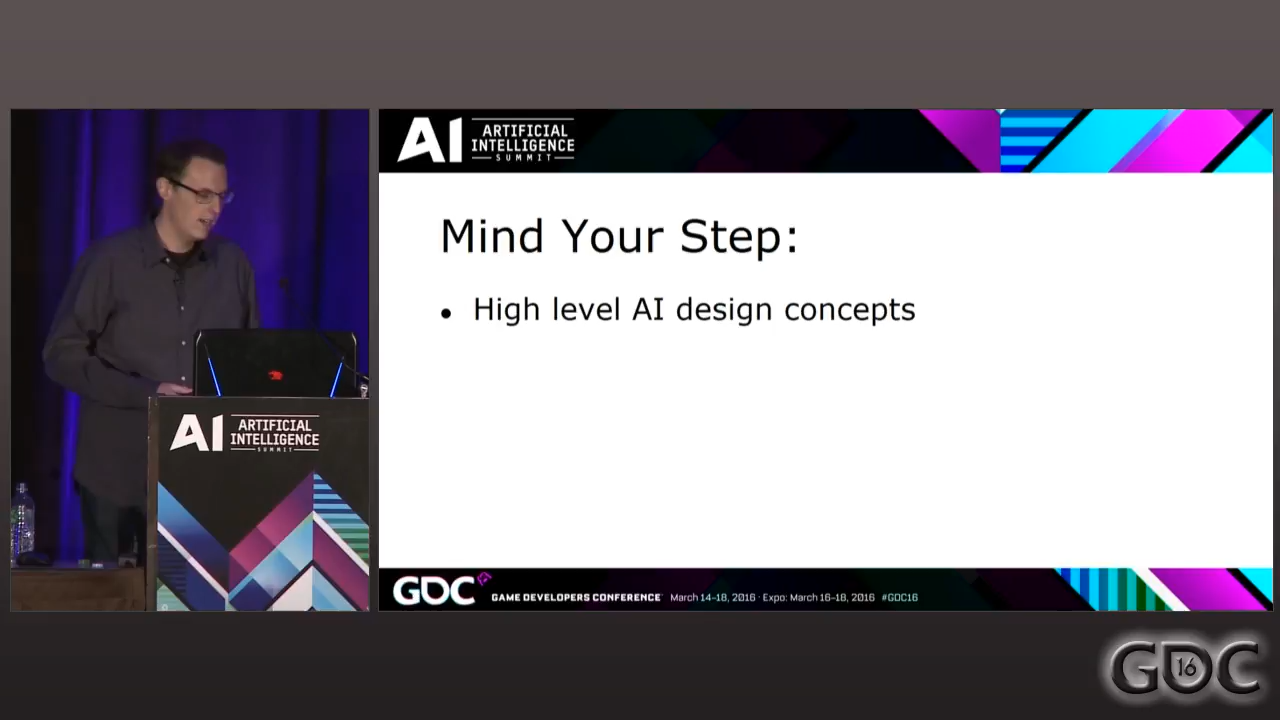 AI ARTIFICIAL
INTELLIGENCE
SUMMIT
Mind Your Step:
• High level AI design concepts
AI ARTIFICIAL
INTELLIGENCE
SUMMIT
GDC GAME DEVELOPERS CONFERENCE March 14-18, 2016 · Expo: March 16-18, 2016 #GDC16
GDC 16